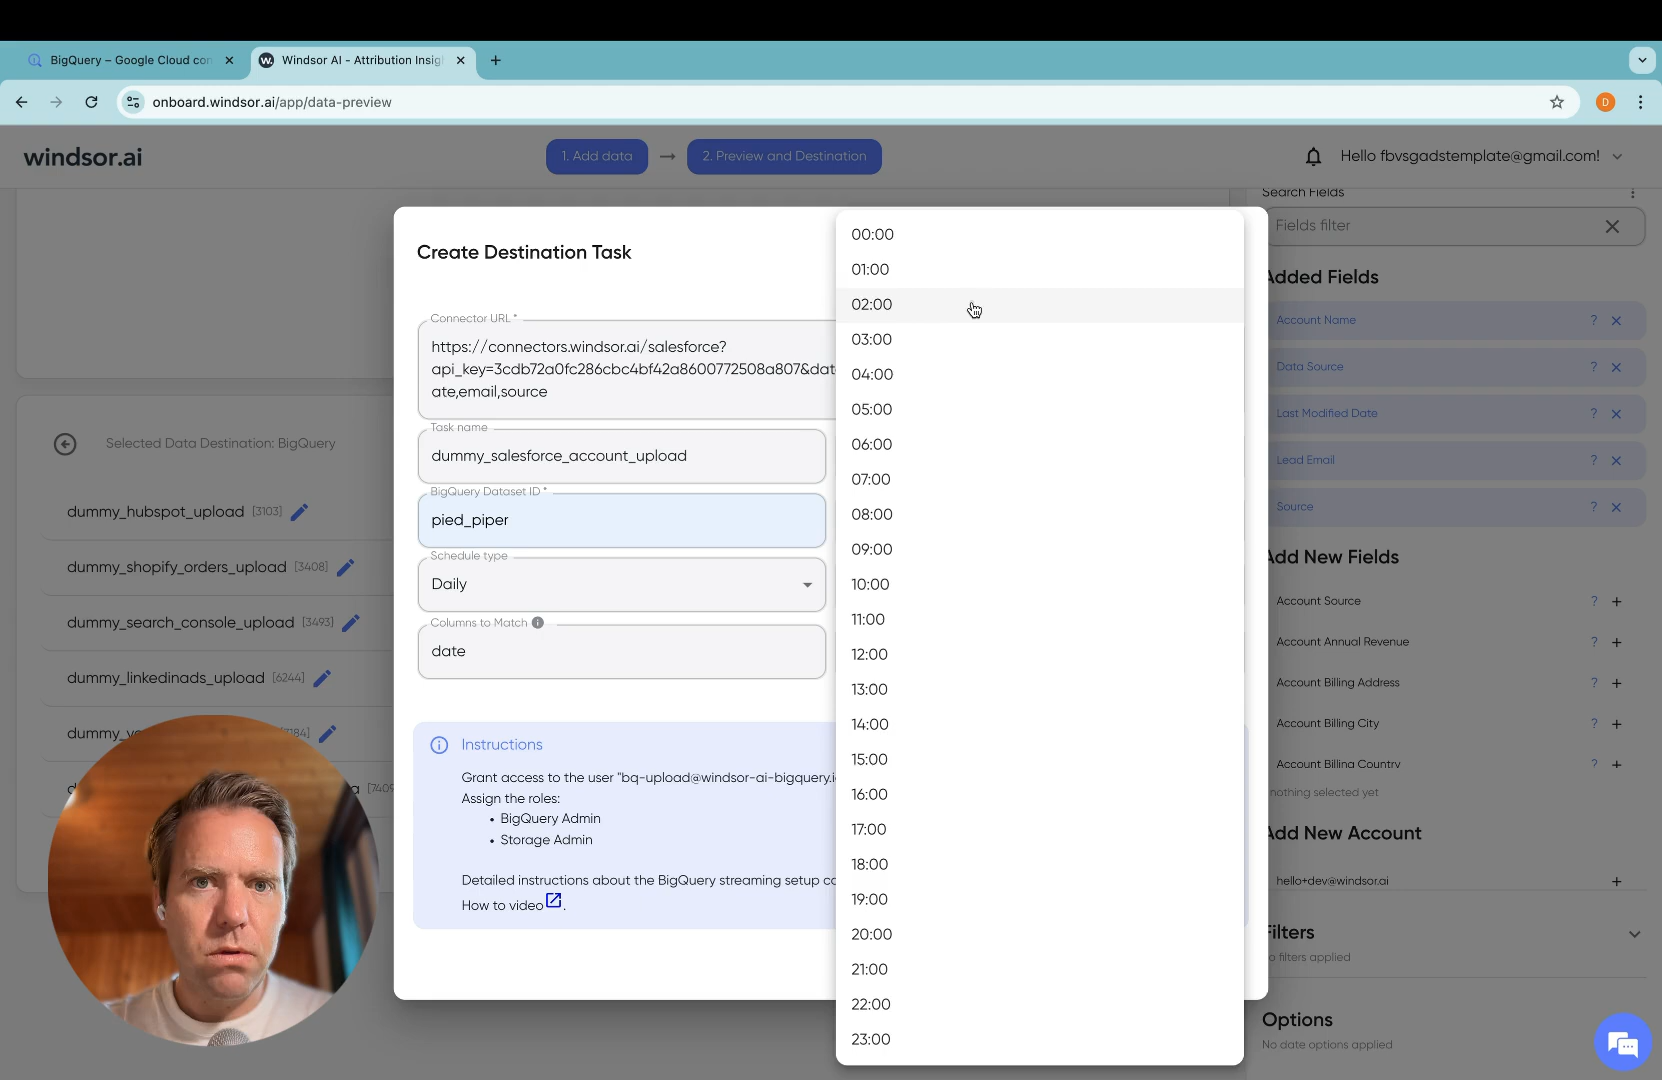 BigQuery – Google Cloud con
Windsor AI - Attribution Insig
onboard.windsor.ai/app/data-preview
D
windsor.ai
1. Add data → 2. Preview and Destination
Hello fbvsgadstemplate@gmail.com!
Search Fields
Fields filter
Create Destination Task
Connector URL *
https://connectors.windsor.ai/salesforce?
api_key=3cdb72a0fc286cbc4bf42a8600772508a807&dat
ate,email,source
Task name
dummy_salesforce_account_upload
BigQuery Dataset ID *
pied_piper
Schedule type
Daily
Columns to Match
date
Instructions
Grant access to the user "bq-upload@windsor-ai-bigquery.i
Assign the roles:
• BigQuery Admin
• Storage Admin
Detailed instructions about the BigQuery streaming setup c
How to video
.
00:00
01:00
02:00
03:00
04:00
05:00
06:00
07:00
08:00
09:00
10:00
11:00
12:00
13:00
14:00
15:00
16:00
17:00
18:00
19:00
20:00
21:00
22:00
23:00
Selected Data Destination: BigQuery
dummy_hubspot_upload [3103]
dummy_shopify_orders_upload [3408]
dummy_search_console_upload [3493]
dummy_linkedinads_upload [6244]
Added Fields
Account Name ?
Data Source ?
Last Modified Date ?
Lead Email ?
Source ?
Add New Fields
Account Source ? +
Account Annual Revenue ? +
Account Billing Address ? +
Account Billing City ? +
Account Billing Country ? +
nothing selected yet
Add New Account
hello+dev@windsor.ai +
Filters
o filters applied
Options
No date options applied